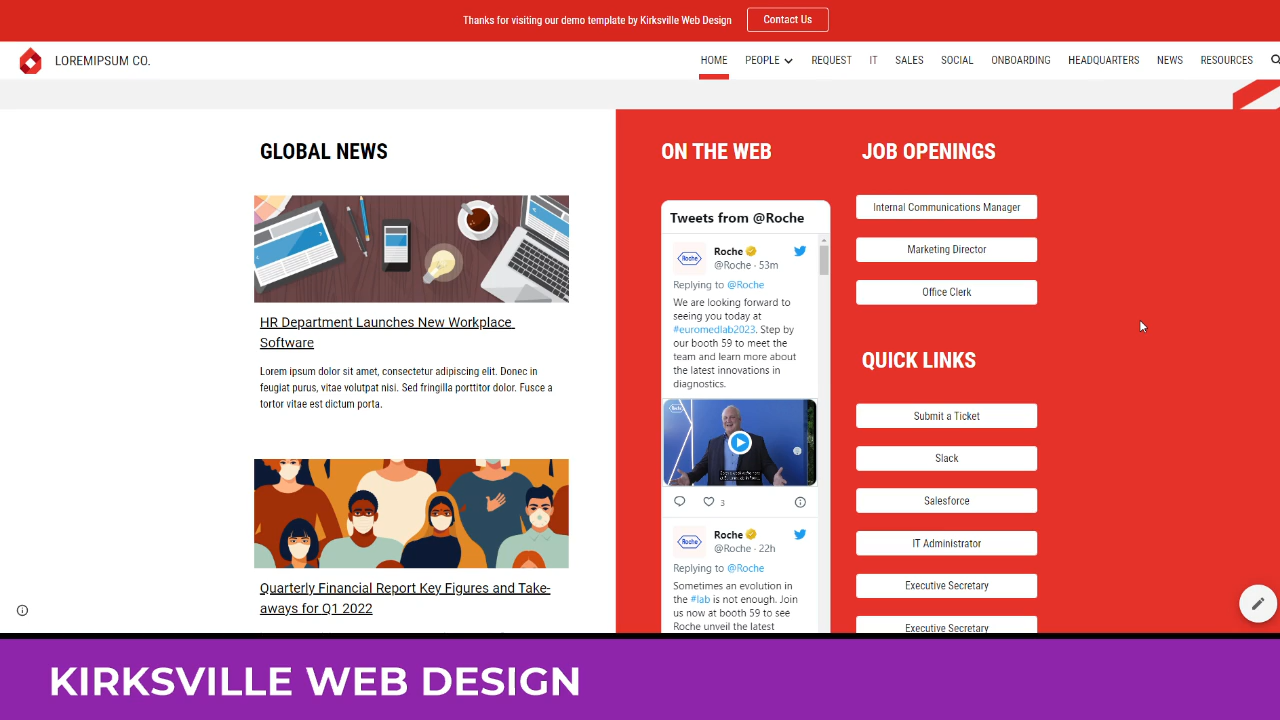 Thanks for visiting our demo template by Kirksville Web Design
Contact Us
LOREMIPSUM CO.
HOME
PEOPLE
REQUEST
IT
SALES
SOCIAL
ONBOARDING
HEADQUARTERS
NEWS
RESOURCES
GLOBAL NEWS
HR Department Launches New Workplace
Software
Lorem ipsum dolor sit amet, consectetur adipiscing elit. Donec in
feugiat purus, vitae volutpat nisi. Sed fringilla porttitor dolor. Fusce a
tortor vitae est dictum porta.
Quarterly Financial Report Key Figures and Take-
aways for Q1 2022
ON THE WEB
Tweets from @Roche
Roche
Roche
@Roche · 53m
Replying to @Roche
We are looking forward to
seeing you today at
#euromedlab2023. Step by
our booth 59 to meet the
team and learn more about
the latest innovations in
diagnostics.
3
Roche
Roche
@Roche · 22h
Replying to @Roche
Sometimes an evolution in
the #lab is not enough. Join
us now at booth 59 to see
Roche unveil the latest
JOB OPENINGS
Internal Communications Manager
Marketing Director
Office Clerk
QUICK LINKS
Submit a Ticket
Slack
Salesforce
IT Administrator
Executive Secretary
Executive Secretary
KIRKSVILLE WEB DESIGN